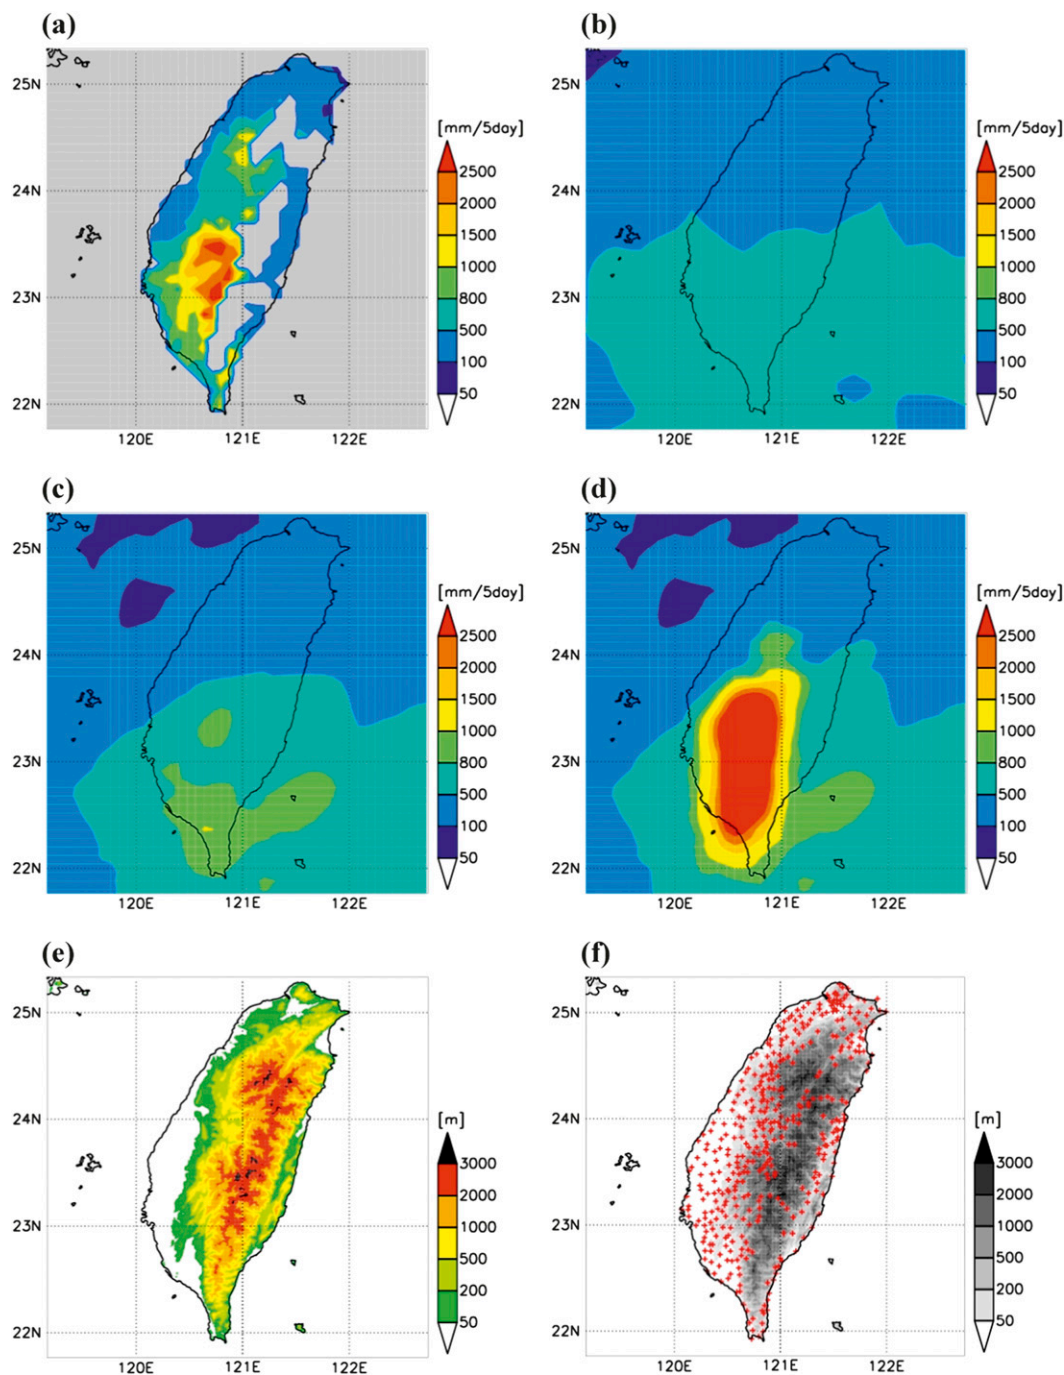 (a)
(b)
25N
24N
23N
22N
120E 121E 122E
[mm/5day]
2500
2000
1500
1000
800
500
100
50
25N
24N
23N
22N
120E 121E 122E
[mm/5day]
2500
2000
1500
1000
800
500
100
50
(c)
(d)
25N
24N
23N
22N
120E 121E 122E
[mm/5day]
2500
2000
1500
1000
800
500
100
50
25N
24N
23N
22N
120E 121E 122E
[mm/5day]
2500
2000
1500
1000
800
500
100
50
(e)
(f)
25N
24N
23N
22N
120E 121E 122E
[m]
3000
2000
1000
500
200
50
25N
24N
23N
22N
120E 121E 122E
[m]
3000
2000
1000
500
200
50